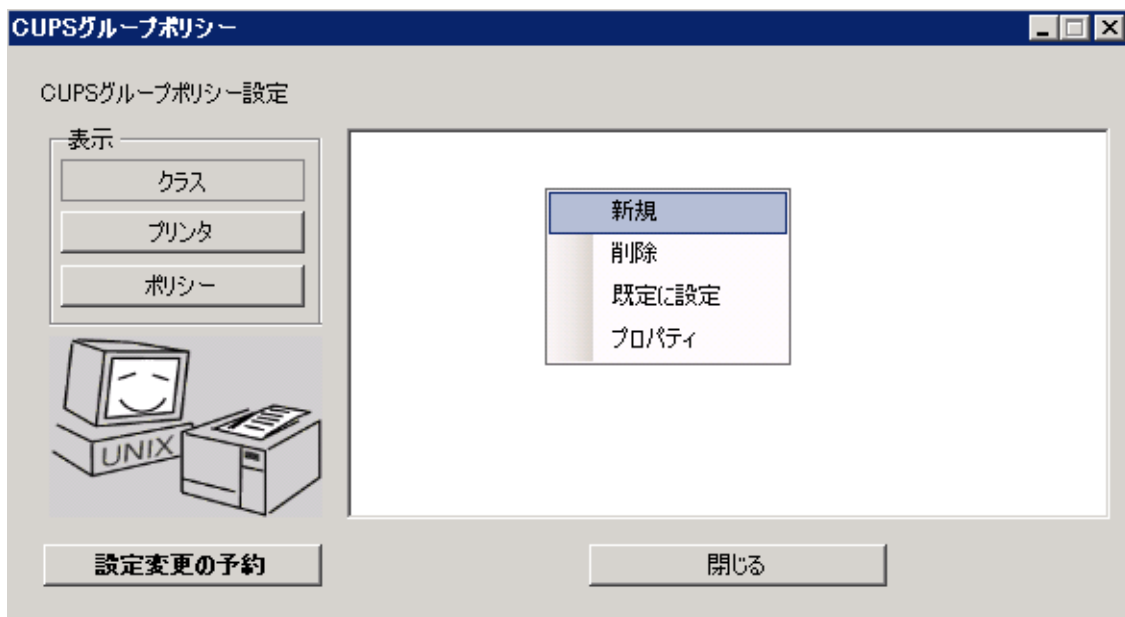 CUPSグループポリシー
CUPSグループポリシー設定
表示
クラス
プリンタ
ポリシー
新規
削除
既定に設定
プロパティ
UNIX
設定変更の予約
閉じる